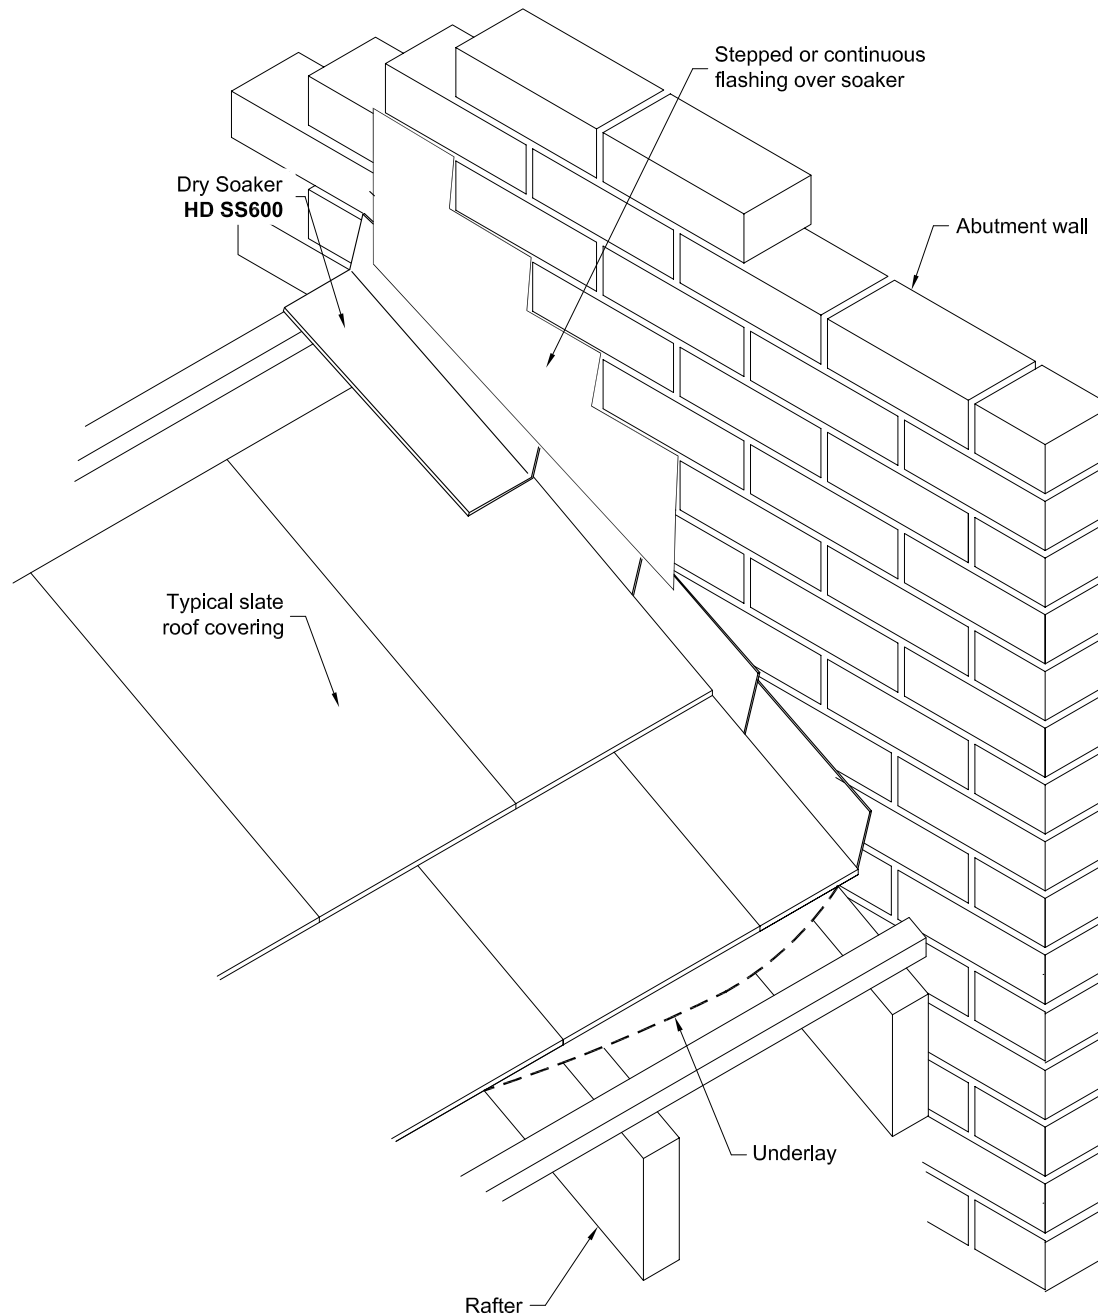 Stepped or continuous
flashing over soaker
Dry Soaker
HD SS600
Abutment wall
Typical slate
roof covering
Underlay
Rafter